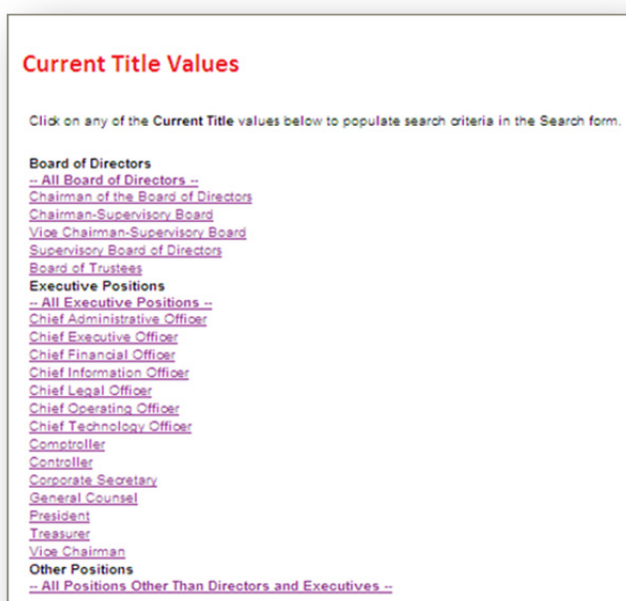 Current Title Values
Click on any of the Current Title values below to populate search criteria in the Search form.
Board of Directors
-- All Board of Directors --
Chairman of the Board of Directors
Chairman-Supervisory Board
Vice Chairman-Supervisory Board
Supervisory Board of Directors
Board of Trustees
Executive Positions
-- All Executive Positions --
Chief Administrative Officer
Chief Executive Officer
Chief Financial Officer
Chief Information Officer
Chief Legal Officer
Chief Operating Officer
Chief Technology Officer
Comptroller
Controller
Corporate Secretary
General Counsel
President
Treasurer
Vice Chairman
Other Positions
-- All Positions Other Than Directors and Executives --